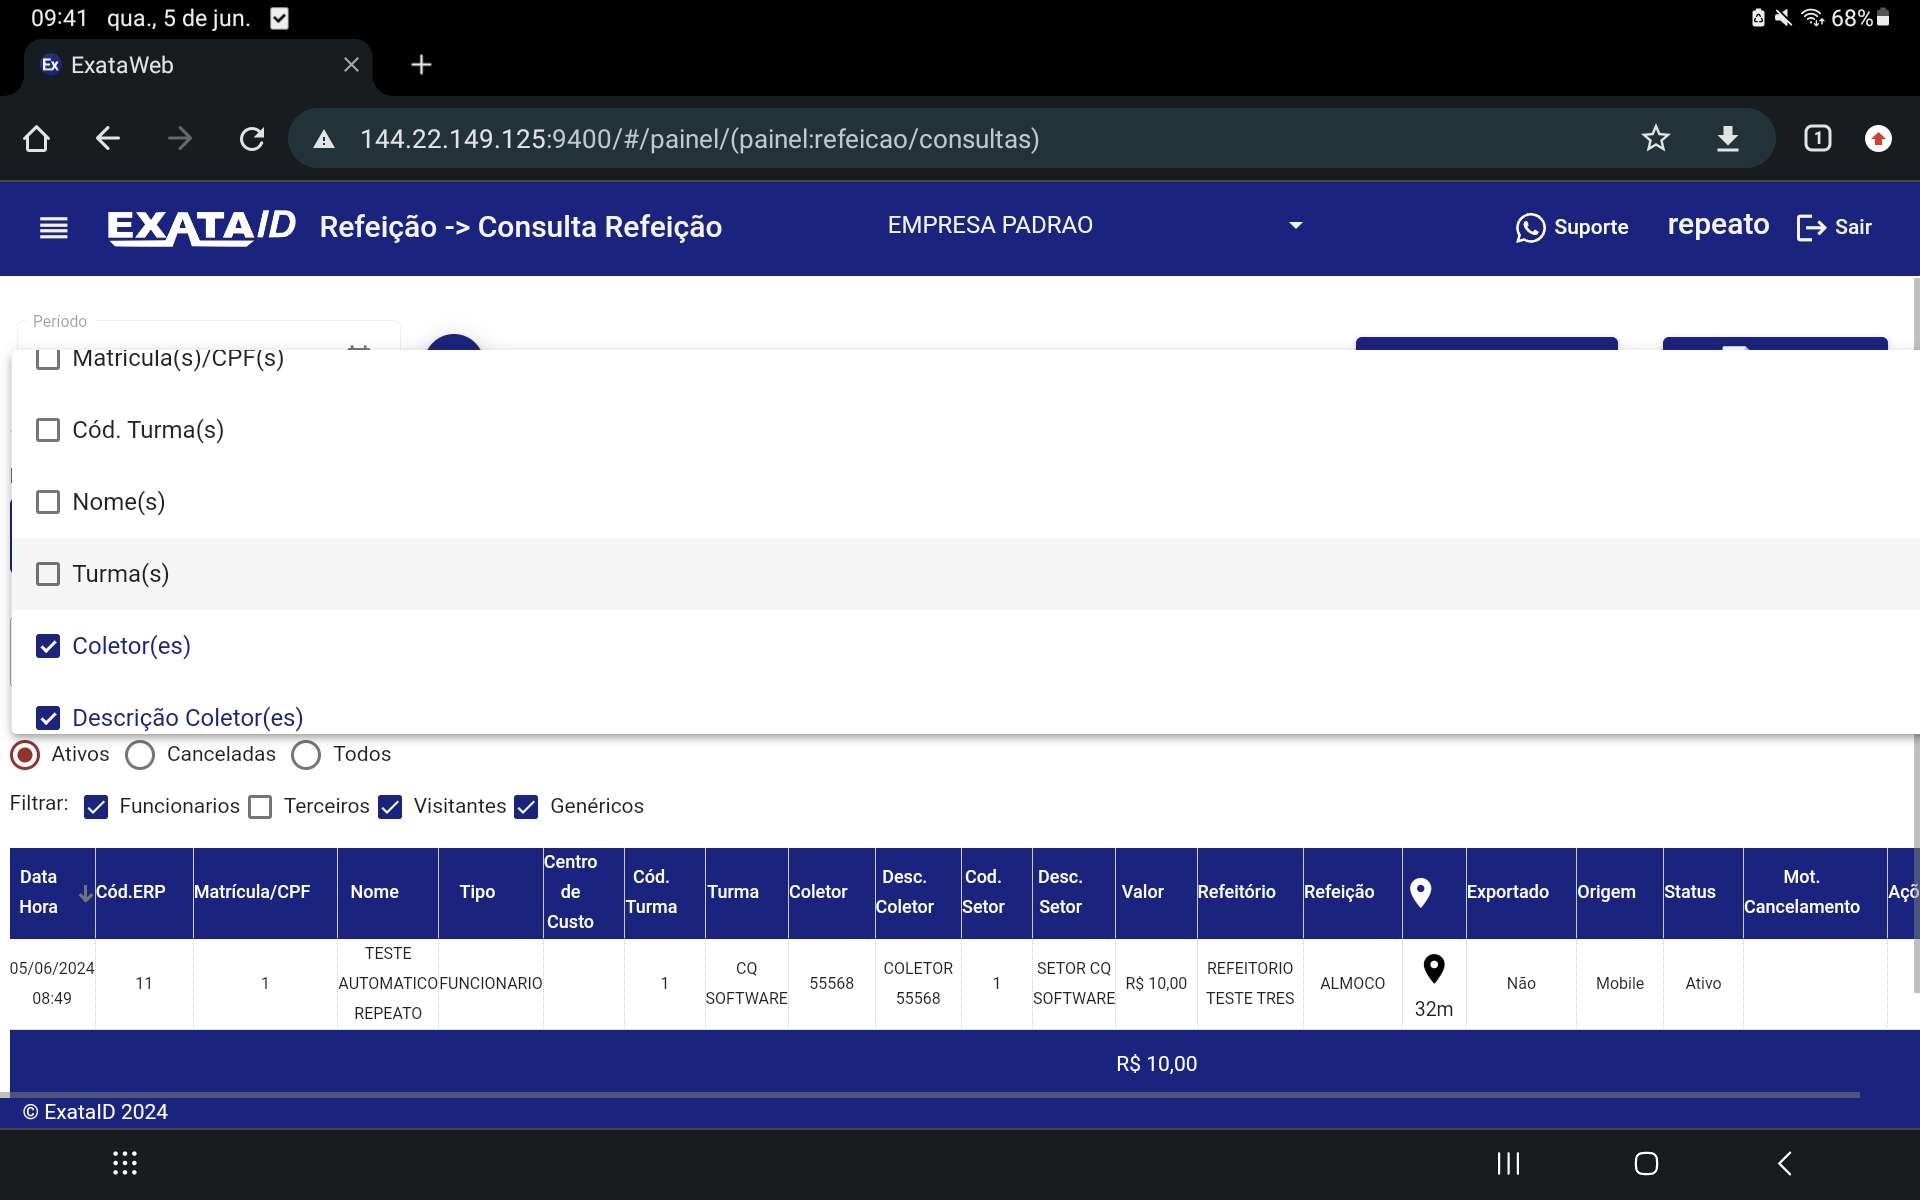 09:41 qua., 5 de jun.
68%
Ex ExataWeb
144.22.149.125:9400/#/painel/(painel:refeicao/consultas)
1
EXATAID Refeição -> Consulta Refeição EMPRESA PADRAO Suporte repeato Sair
Período
Matricula(s)/CPF(s)
Cód. Turma(s)
Nome(s)
Turma(s)
Coletor(es)
Descrição Coletor(es)
Ativos Canceladas Todos
Filtrar: Funcionarios Terceiros Visitantes Genéricos
Data Hora Cód.ERP Matrícula/CPF Nome Tipo Centro de Custo Cód. Turma Turma Coletor Desc. Coletor Cod. Setor Desc. Setor Valor Refeitório Refeição Exportado Origem Status Mot. Cancelamento Açõ
05/06/2024 08:49 11 1 TESTE AUTOMATICO REPEATO FUNCIONARIO 1 CQ SOFTWARE 55568 COLETOR 55568 1 SETOR CQ SOFTWARE R$ 10,00 REFEITORIO TESTE TRES ALMOCO 32m Não Mobile Ativo
R$ 10,00
© ExataID 2024